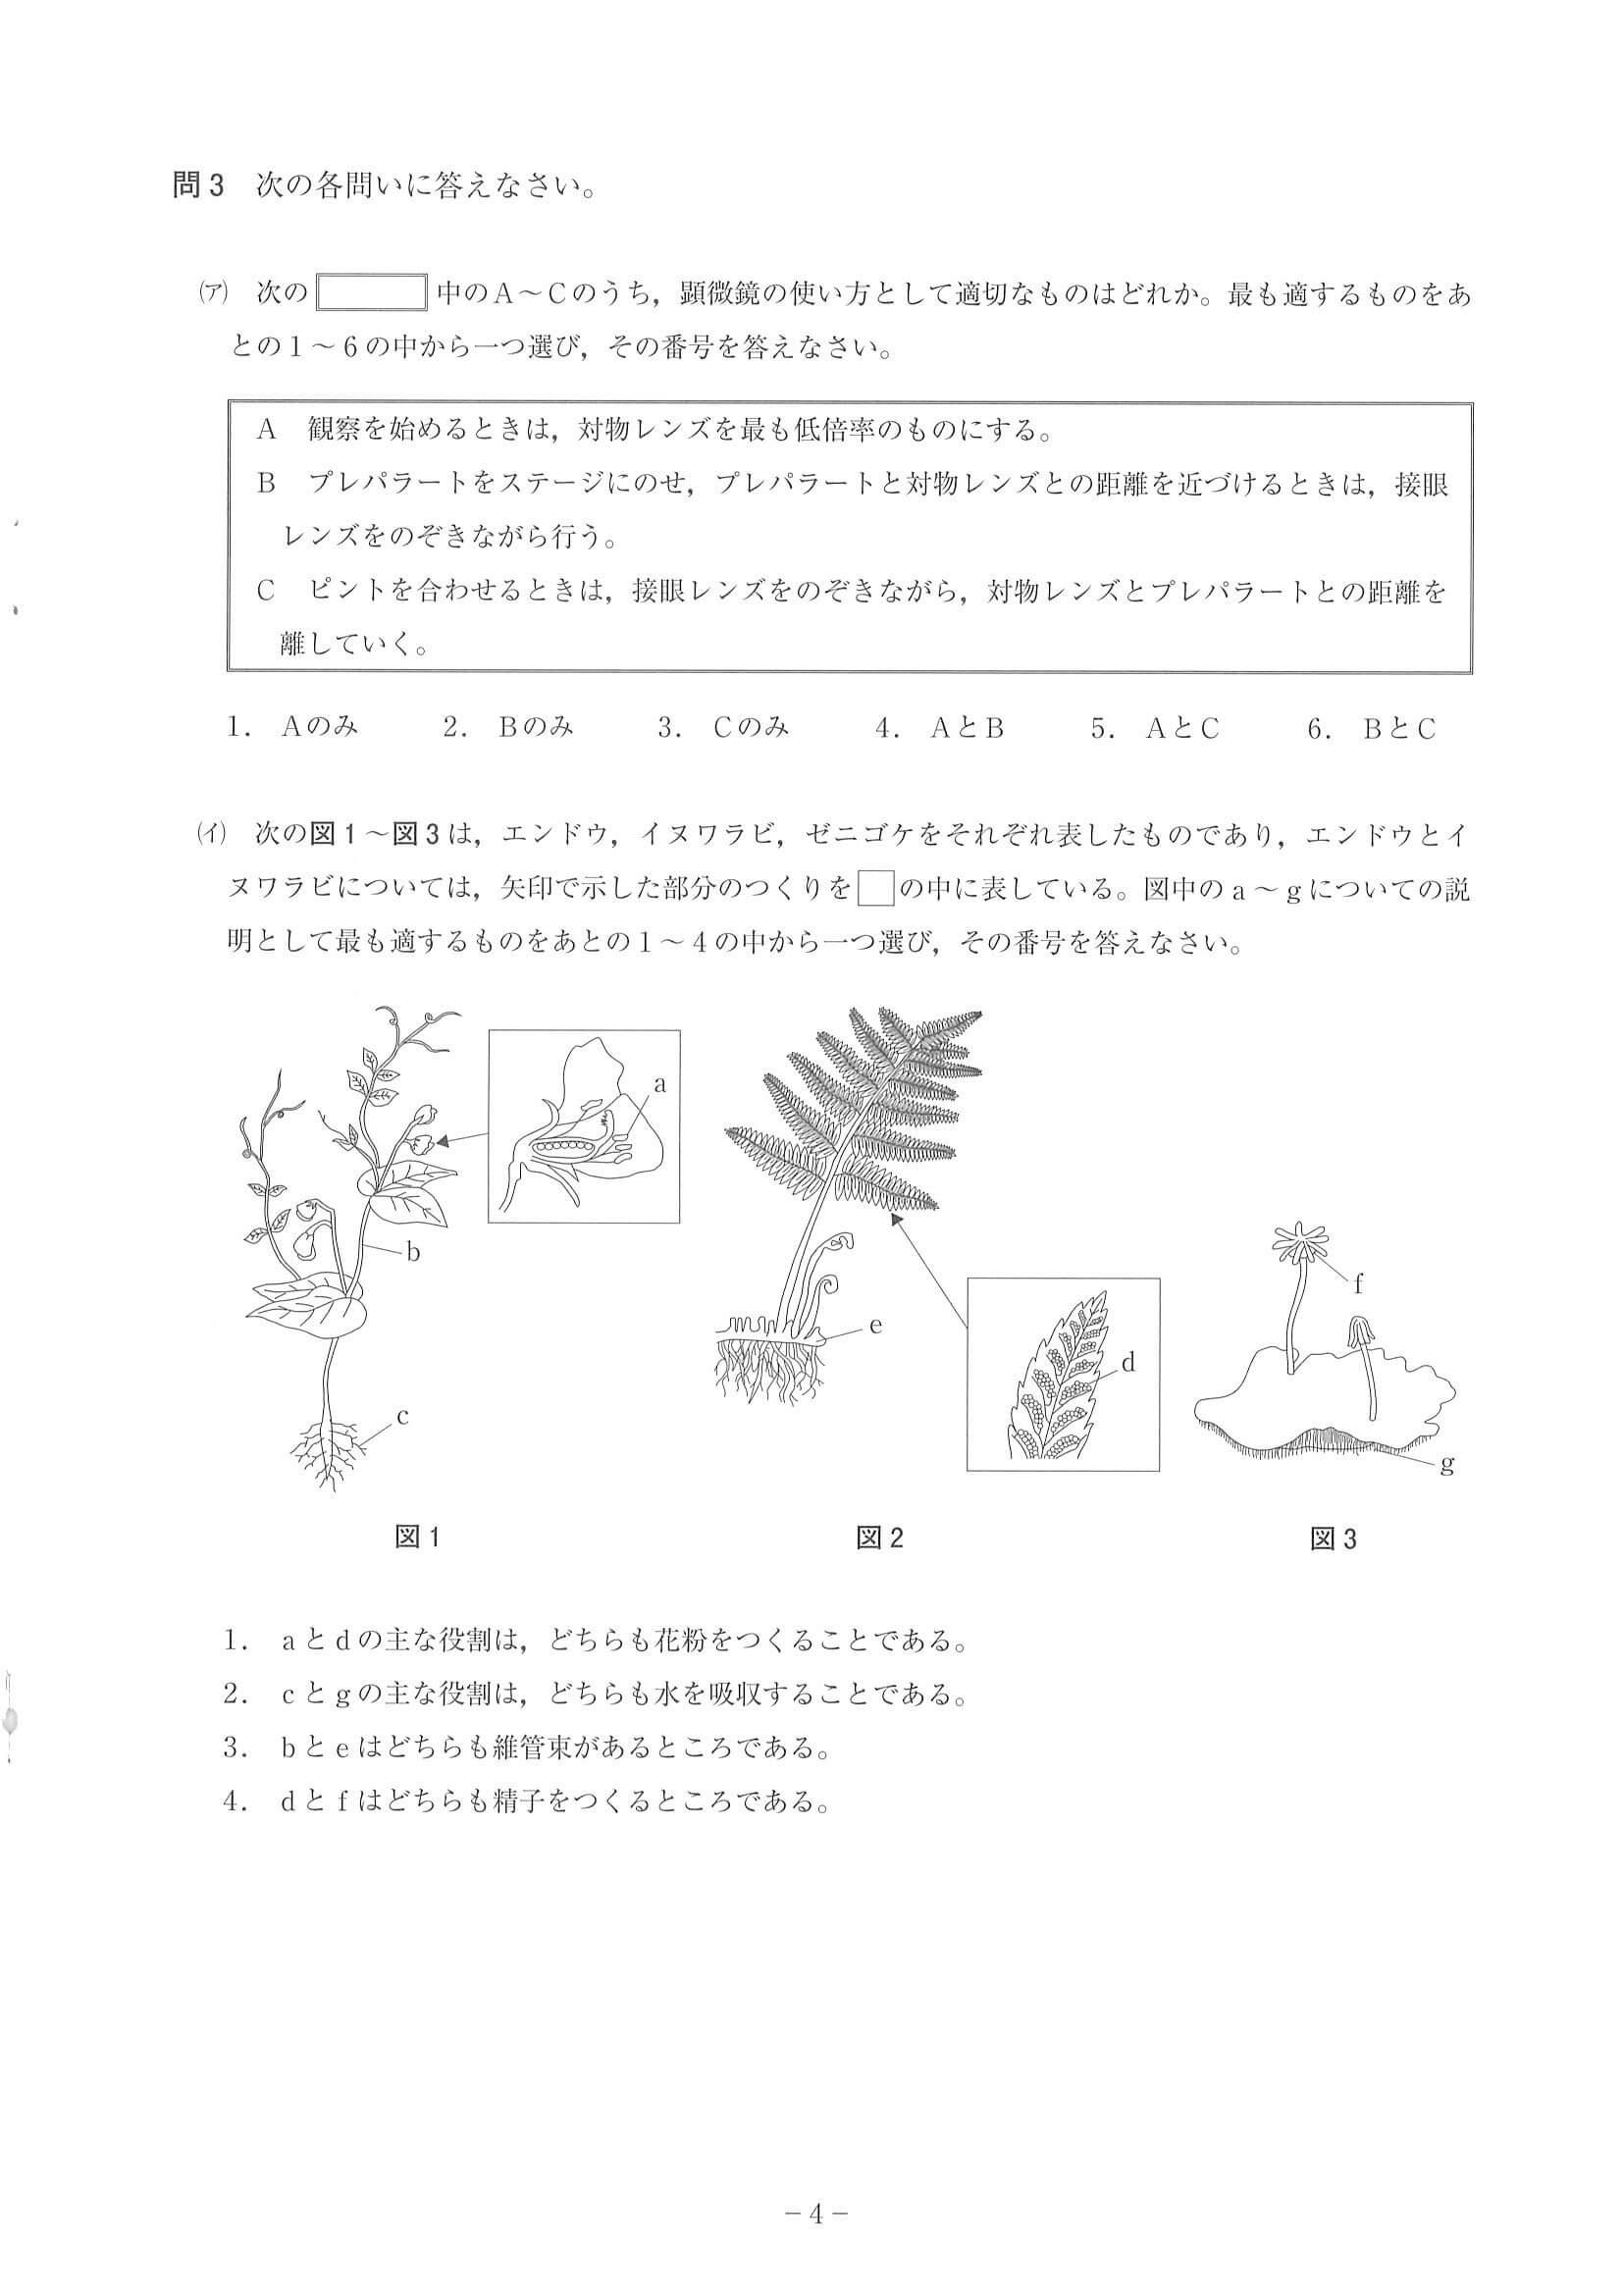 問3　次の各問いに答えなさい。
(ア)　次の　　　中のA～Cのうち，顕微鏡の使い方として適切なものはどれか。最も適するものをあ
との1～6の中から一つ選び，その番号を答えなさい。
A　観察を始めるときは，対物レンズを最も低倍率のものにする。
B　プレパラートをステージにのせ，プレパラートと対物レンズとの距離を近づけるときは，接眼
レンズをのぞきながら行う。
C　ピントを合わせるときは，接眼レンズをのぞきながら，対物レンズとプレパラートとの距離を
離していく。
1.　Aのみ　2.　Bのみ　3.　Cのみ　4.　AとB　5.　AとC　6.　BとC
(イ)　次の図1～図3は，エンドウ，イヌワラビ，ゼニゴケをそれぞれ表したものであり，エンドウとイ
ヌワラビについては，矢印で示した部分のつくりを□の中に表している。図中のa～gについての説
明として最も適するものをあとの1～4の中から一つ選び，その番号を答えなさい。
a
b
c
図1
e
d
図2
f
g
図3
1.　aとdの主な役割は，どちらも花粉をつくることである。
2.　cとgの主な役割は，どちらも水を吸収することである。
3.　bとeはどちらも維管束があるところである。
4.　dとfはどちらも精子をつくるところである。
－4－